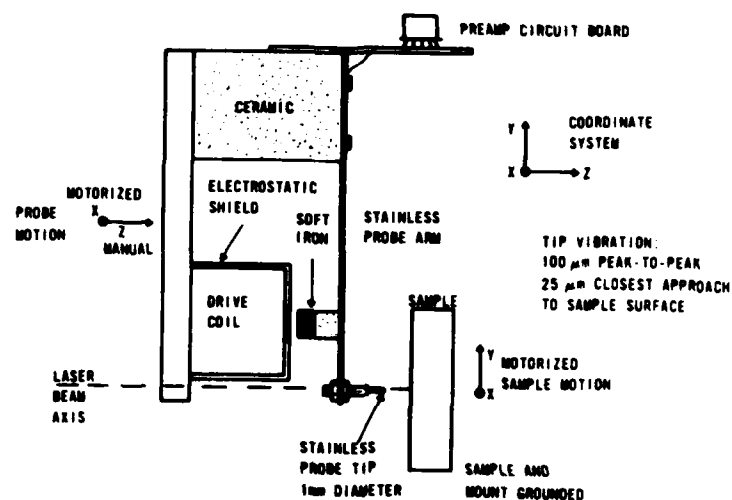 PREAMP CIRCUIT BOARD
CERAMIC
Y
COORDINATE
SYSTEM
X
Z
MOTORIZED
X
PROBE
MOTION
Z
MANUAL
ELECTROSTATIC
SHIELD
SOFT
IRON
STAINLESS
PROBE ARM
TIP VIBRATION:
100 μm PEAK-TO-PEAK
25 μm CLOSEST APPROACH
TO SAMPLE SURFACE
DRIVE
COIL
SAMPLE
Y
MOTORIZED
SAMPLE MOTION
X
LASER
BEAM
AXIS
STAINLESS
PROBE TIP
1mm DIAMETER
SAMPLE AND
MOUNT GROUNDED